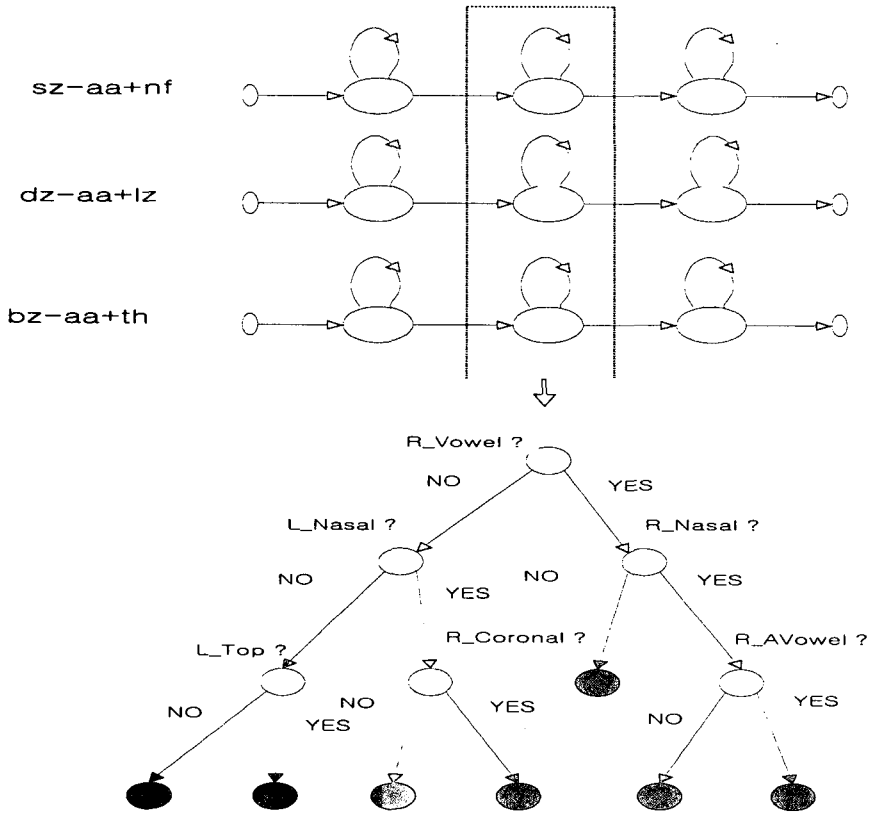 sz-aa+nf
dz-aa+lz
bz-aa+th
R_Vowel ?
NO
YES
L_Nasal ?
R_Nasal ?
NO
YES
NO
YES
L_Top ?
R_Coronal ?
R_AVowel ?
NO
YES
NO
YES
NO
YES